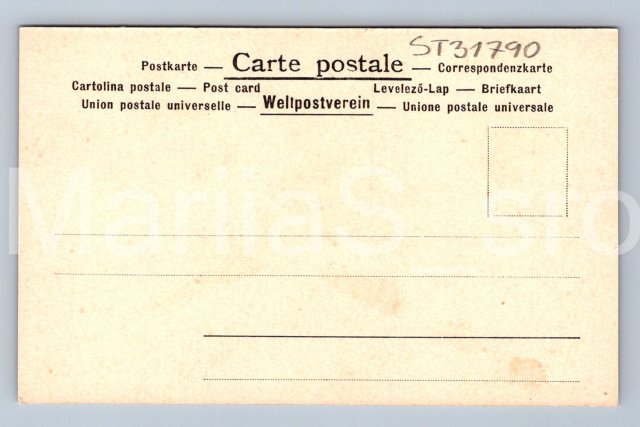 ST31790
Postkarte — Carte postale — Correspondenzkarte
Cartolina postale — Post card Levelező-Lap — Briefkaart
Union postale universelle — Weltpostverein — Unione postale universale
MariiaS_sto